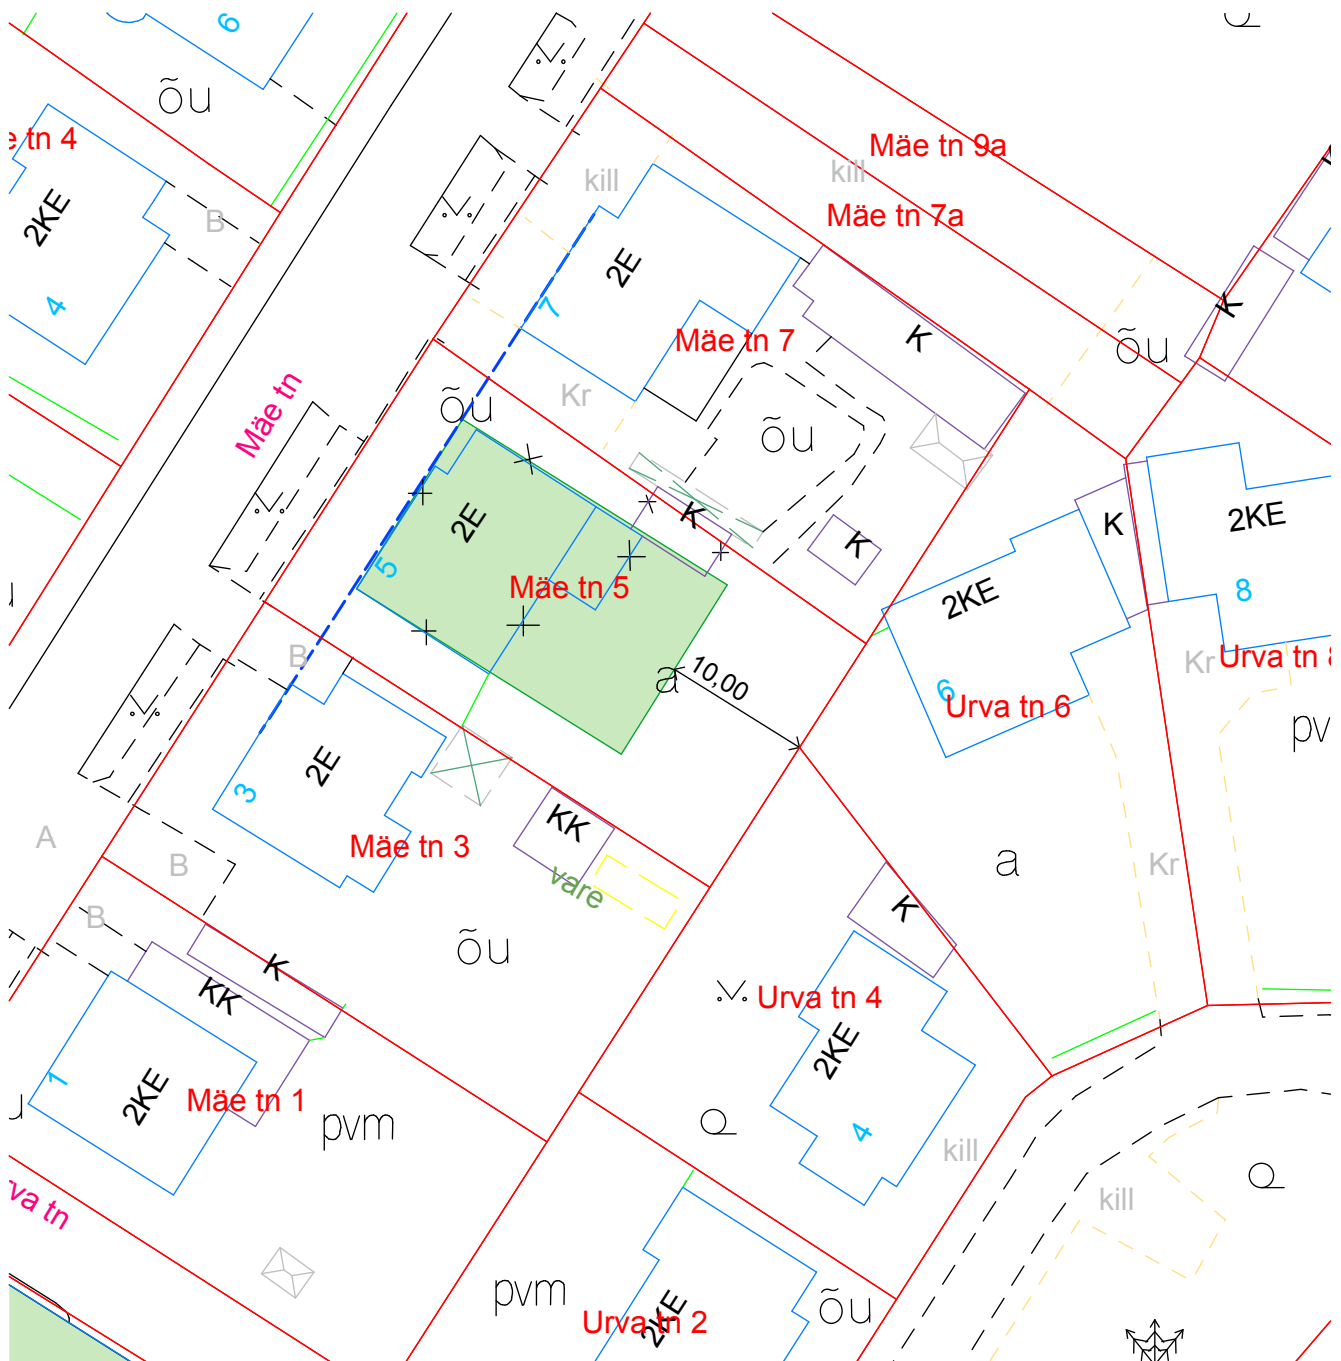 6
õu
e tn 4
2KE
B
4
Mäe tn 9a
kill
kill
Mäe tn 7a
2E
7
Mäe tn 7
K
K
õu
õu
Kr
õu
Mäe tn
2E
K
K
5
Mäe tn 5
a
10,00
2KE
K
2KE
8
6
Urva tn 6
Kr
Urva tn 8
pv
B
2E
3
Mäe tn 3
KK
vare
A
B
B
K
KK
õu
a
Kr
K
Urva tn 4
2KE
4
1
2KE
Mäe tn 1
pvm
kill
kill
rva tn
pvm
Urva tn 2
2KE
õu